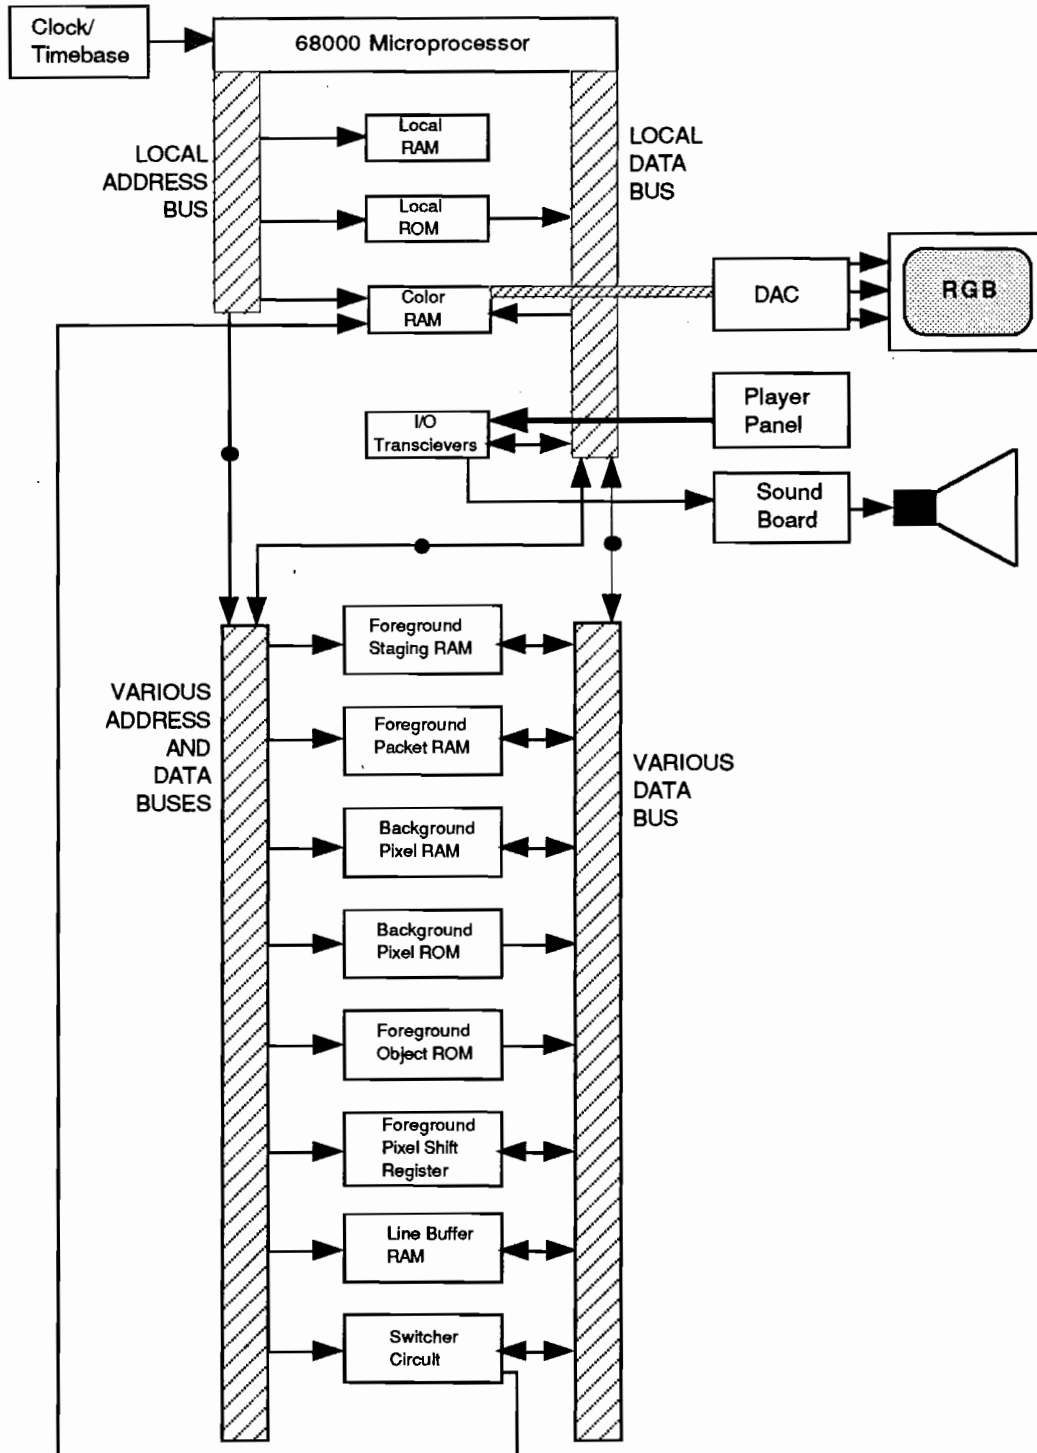 Clock/
Timebase
68000 Microprocessor
Local
RAM
LOCAL
ADDRESS
BUS
LOCAL
DATA
BUS
Local
ROM
Color
RAM
DAC
RGB
I/O
Transcievers
Player
Panel
Sound
Board
Foreground
Staging RAM
VARIOUS
ADDRESS
AND
DATA
BUSES
Foreground
Packet RAM
VARIOUS
DATA
BUS
Background
Pixel RAM
Background
Pixel ROM
Foreground
Object ROM
Foreground
Pixel Shift
Register
Line Buffer
RAM
Switcher
Circuit